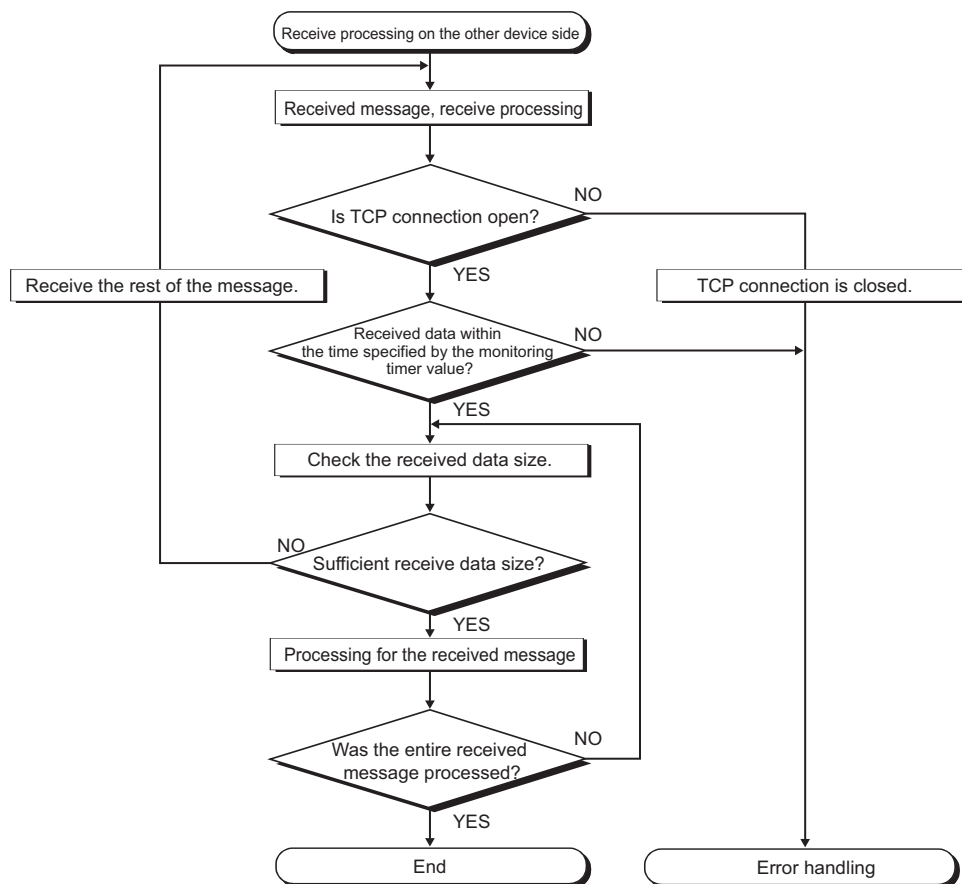 Receive processing on the other device side
Received message, receive processing
Is TCP connection open?
NO
YES
Receive the rest of the message.
TCP connection is closed.
Received data within
the time specified by the monitoring
timer value?
NO
YES
Check the received data size.
NO
Sufficient receive data size?
YES
Processing for the received message
Was the entire received
message processed?
NO
YES
End
Error handling